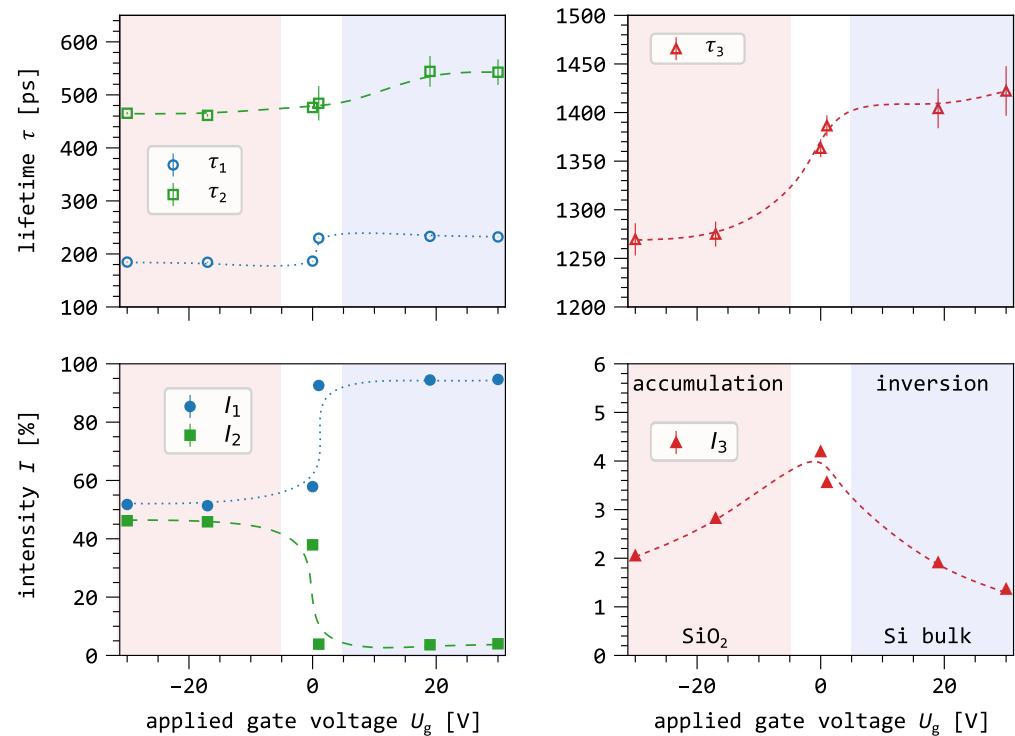 600
500
400
300
200
100
lifetime τ [ps]
τ₁
τ₂
1500
1450
1400
1350
1300
1250
1200
τ₃
100
80
60
40
20
0
intensity I [%]
I₁
I₂
−20 0 20
applied gate voltage U_g [V]
6
5
4
3
2
1
0
accumulation inversion
I₃
SiO₂ Si bulk
−20 0 20
applied gate voltage U_g [V]